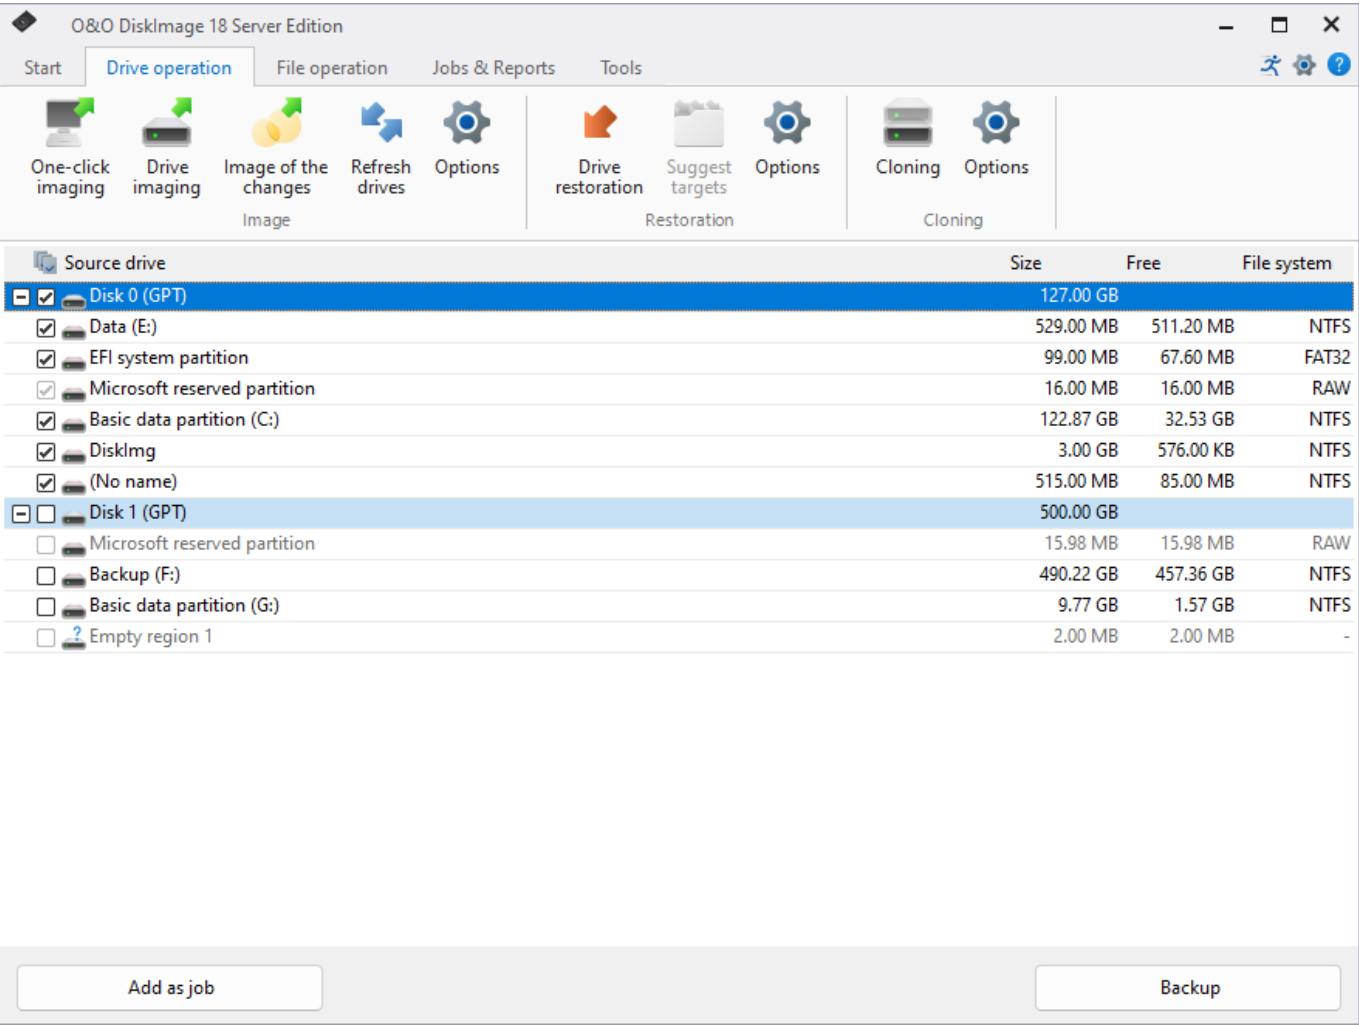 O&O DiskImage 18 Server Edition
Start Drive operation File operation Jobs & Reports Tools
?
One-click imaging Drive imaging Image of the changes Refresh drives Options Drive restoration Suggest targets Options Cloning Options
Image Restoration Cloning
Source drive Size Free File system
Disk 0 (GPT) 127.00 GB
Data (E:) 529.00 MB 511.20 MB NTFS
EFI system partition 99.00 MB 67.60 MB FAT32
Microsoft reserved partition 16.00 MB 16.00 MB RAW
Basic data partition (C:) 122.87 GB 32.53 GB NTFS
DiskImg 3.00 GB 576.00 KB NTFS
(No name) 515.00 MB 85.00 MB NTFS
Disk 1 (GPT) 500.00 GB
Microsoft reserved partition 15.98 MB 15.98 MB RAW
Backup (F:) 490.22 GB 457.36 GB NTFS
Basic data partition (G:) 9.77 GB 1.57 GB NTFS
? Empty region 1 2.00 MB 2.00 MB -
Add as job Backup